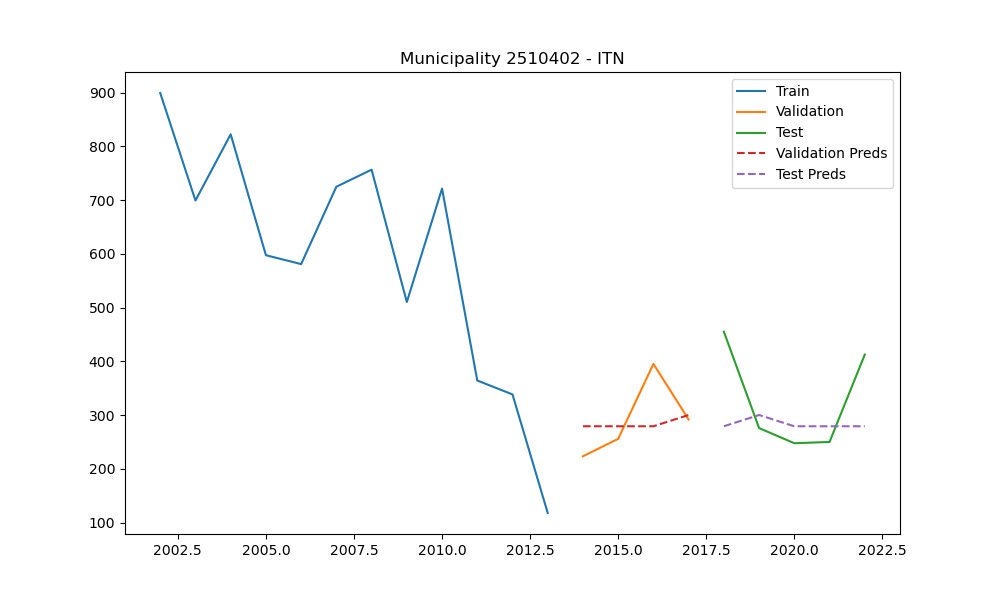 Municipality 2510402 - ITN
Train
Validation
Test
Validation Preds
Test Preds
900
800
700
600
500
400
300
200
100
2002.5 2005.0 2007.5 2010.0 2012.5 2015.0 2017.5 2020.0 2022.5